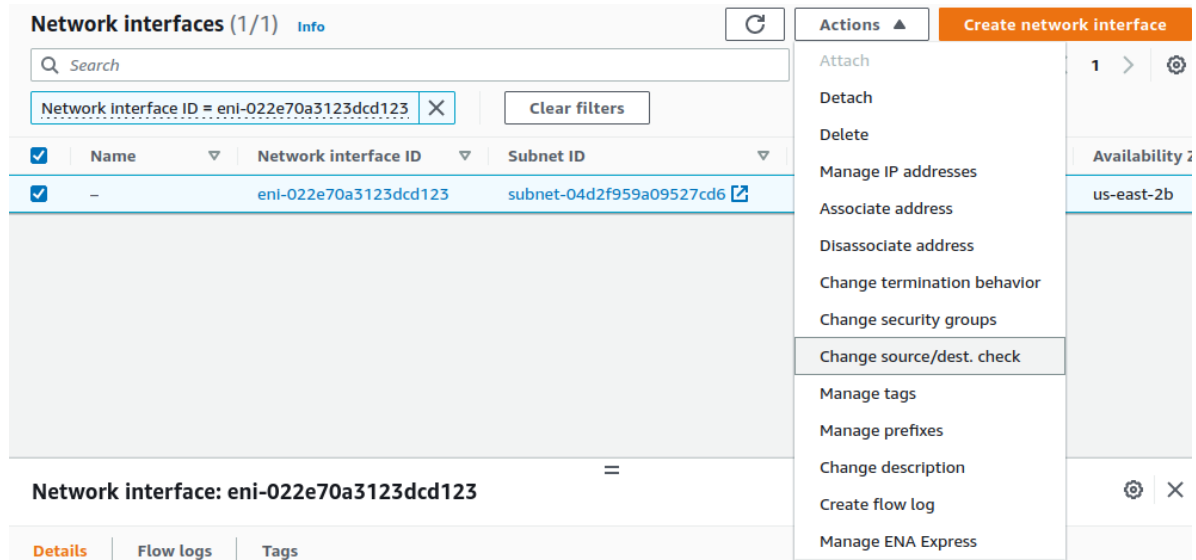 Network interfaces (1/1) Info
Actions ▲
Create network interface
Search
1
Network interface ID = eni-022e70a3123dcd123
Clear filters
Name
Network interface ID
Subnet ID
Availability
–
eni-022e70a3123dcd123
subnet-04d2f959a09527cd6
us-east-2b
Attach
Detach
Delete
Manage IP addresses
Associate address
Disassociate address
Change termination behavior
Change security groups
Change source/dest. check
Manage tags
Manage prefixes
Change description
Create flow log
Manage ENA Express
Network interface: eni-022e70a3123dcd123
Details
Flow logs
Tags